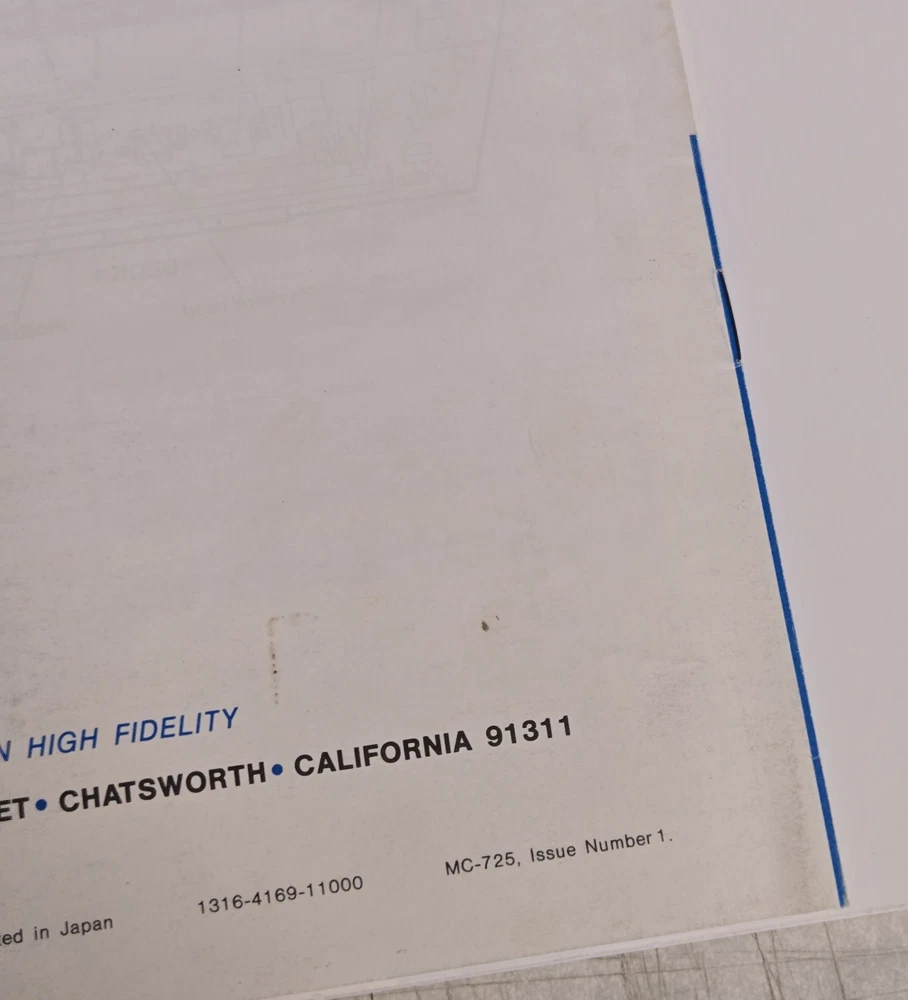 N HIGH FIDELITY
ET • CHATSWORTH • CALIFORNIA 91311
MC-725, Issue Number 1.
1316-4169-11000
ted in Japan